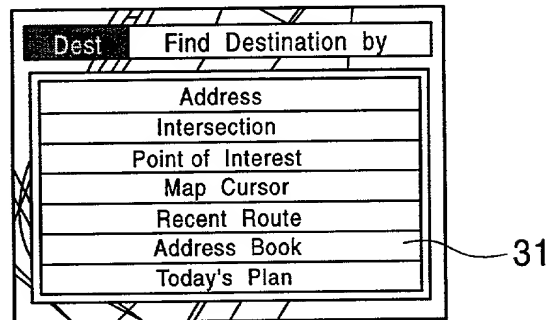 Dest Find Destination by
Address
Intersection
Point of Interest
Map Cursor
Recent Route
Address Book
31
Today's Plan